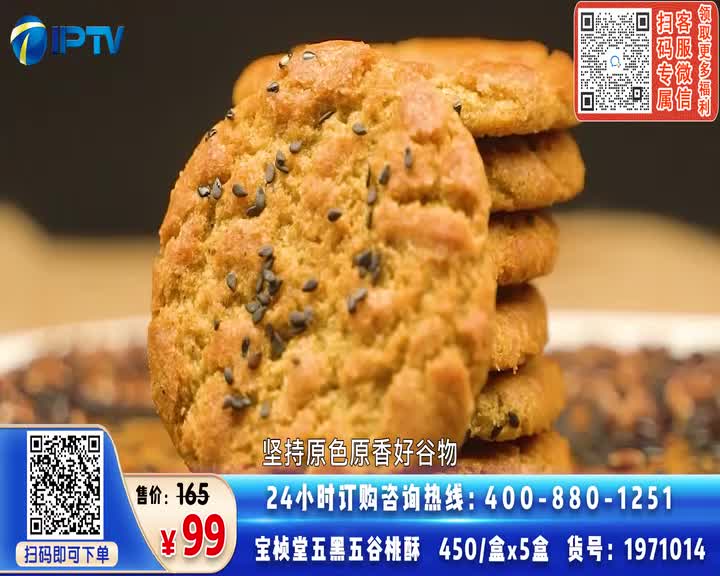 IPTV
扫码专属
客服微信
领取更多福利
坚持原色原香好谷物
扫码即可下单
售价：165
¥99
24小时订购咨询热线：400-880-1251
宝桢堂五黑五谷桃酥 450/盒x5盒 货号：1971014